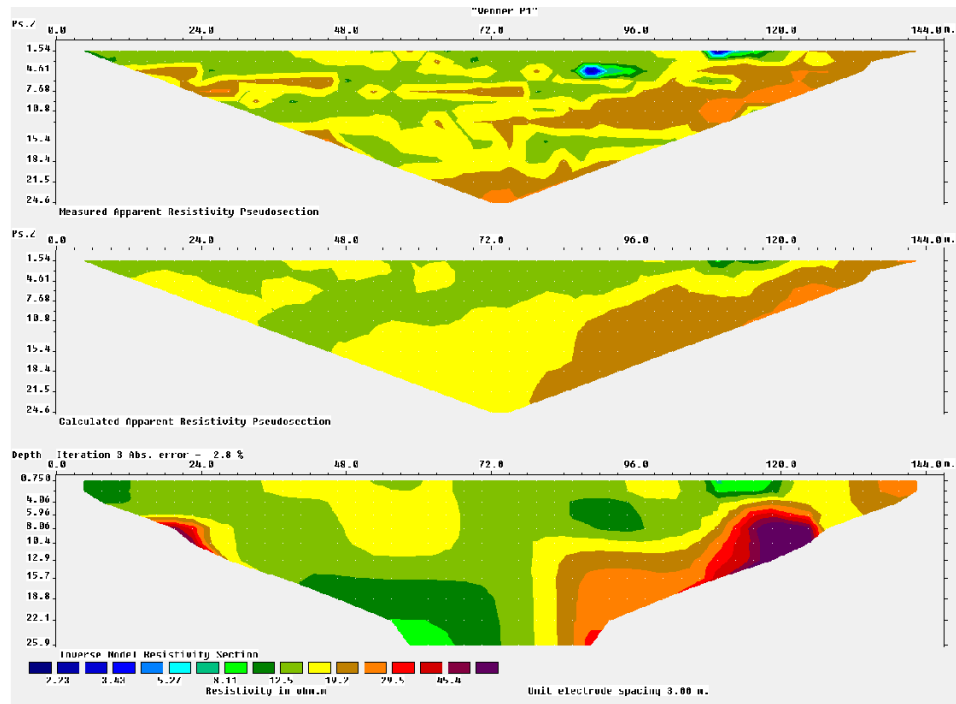 "Wenner P1"
Ps.Z 0.0 24.0 48.0 72.0 96.0 120.0 144.0 m.
1.54
4.61
7.68
10.8
15.4
18.4
21.5
24.6
Measured Apparent Resistivity Pseudosection
Ps.Z 0.0 24.0 48.0 72.0 96.0 120.0 144.0 m.
1.54
4.61
7.68
10.8
15.4
18.4
21.5
24.6
Calculated Apparent Resistivity Pseudosection
Depth Iteration 3 Abs. error = 2.8 %
0.0 24.0 48.0 72.0 96.0 120.0 144.0 m.
0.750
4.06
5.96
8.06
10.4
12.9
15.7
18.8
22.1
25.9
Inverse Model Resistivity Section
2.23 3.43 5.27 8.11 12.5 19.2 29.5 45.4
Resistivity in ohm.m
Unit electrode spacing 3.00 m.